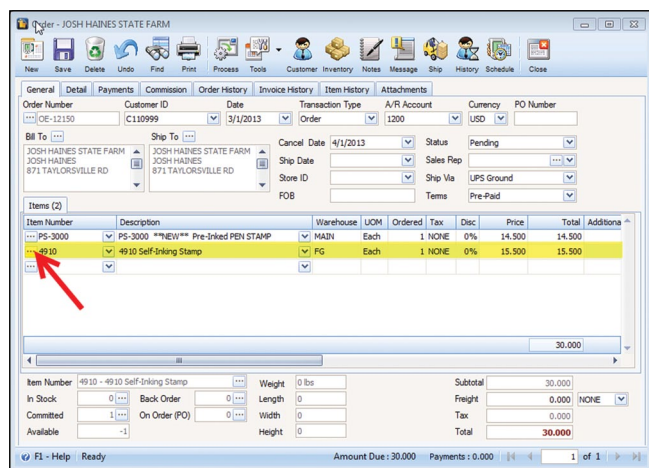 Order - JOSH HAINES STATE FARM
New Save Delete Undo Find Print Process Tools Customer Inventory Notes Message Ship History Schedule Close
General Detail Payments Commission Order History Invoice History Item History Attachments
Order Number Customer ID Date Transaction Type A/R Account Currency PO Number
OE-12150 C110999 3/1/2013 Order 1200 USD
Bill To Ship To
JOSH HAINES STATE FARM JOSH HAINES STATE FARM Cancel Date 4/1/2013 Status Pending
JOSH HAINES JOSH HAINES Ship Date Sales Rep
871 TAYLORSVILLE RD 871 TAYLORSVILLE RD Store ID Ship Via UPS Ground
FOB Terms Pre-Paid
Items (2)
Item Number Description Warehouse UOM Ordered Tax Disc Price Total Additiona
PS-3000 PS-3000 **NEW** Pre-Inked PEN STAMP MAIN Each 1 NONE 0% 14.500 14.500
4910 4910 Self-Inking Stamp FG Each 1 NONE 0% 15.500 15.500
30.000
Item Number 4910 - 4910 Self-Inking Stamp Weight 0 lbs Subtotal 30.000
In Stock 0 Back Order 0 Length 0 Freight 0.000 NONE
Committed 1 On Order (PO) 0 Width 0 Tax 0.000
Available -1 Height 0 Total 30.000
F1 - Help Ready Amount Due : 30.000 Payments : 0.000 1 of 1